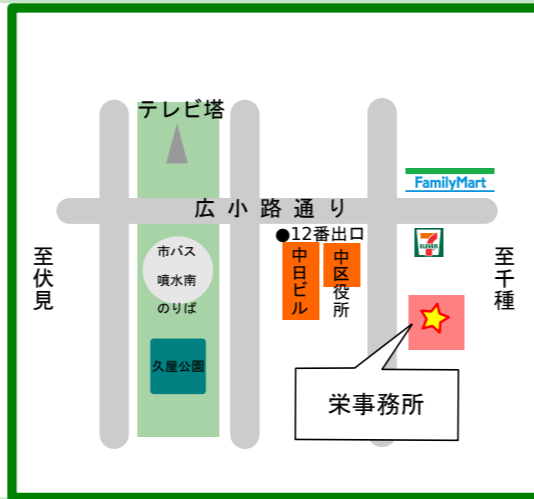 テレビ塔
FamilyMart
広小路通り
●12番出口
7
ELEVEN
市バス
噴水南
のりば
中日ビル
中区役所
至伏見
至千種
久屋公園
栄事務所